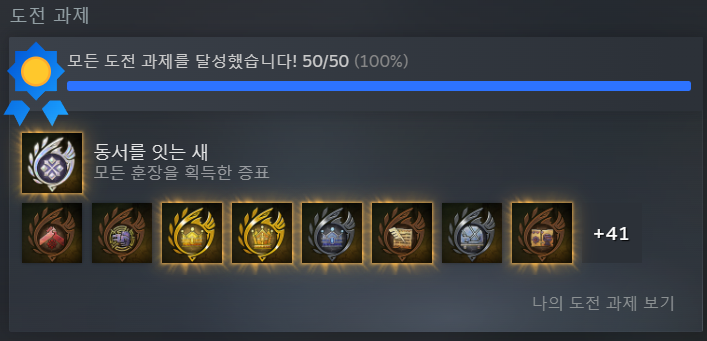 도전 과제
모든 도전 과제를 달성했습니다! 50/50 (100%)
동서를 잇는 새
모든 훈장을 획득한 증표
+41
나의 도전 과제 보기